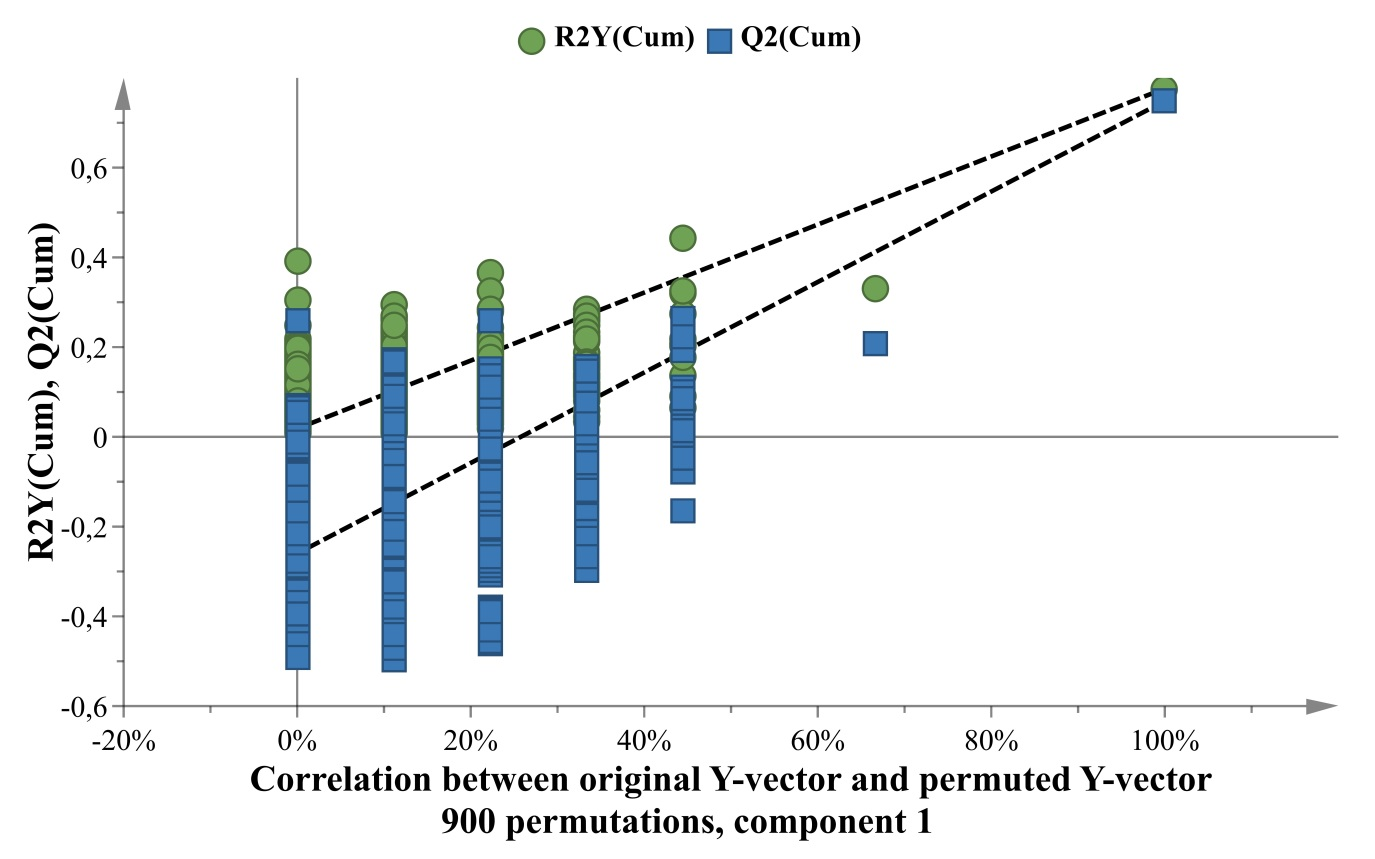 R2Y(Cum) Q2(Cum)
R2Y(Cum), Q2(Cum)
0,6
0,4
0,2
0
-0,2
-0,4
-0,6
-20% 0% 20% 40% 60% 80% 100%
Correlation between original Y-vector and permuted Y-vector
900 permutations, component 1